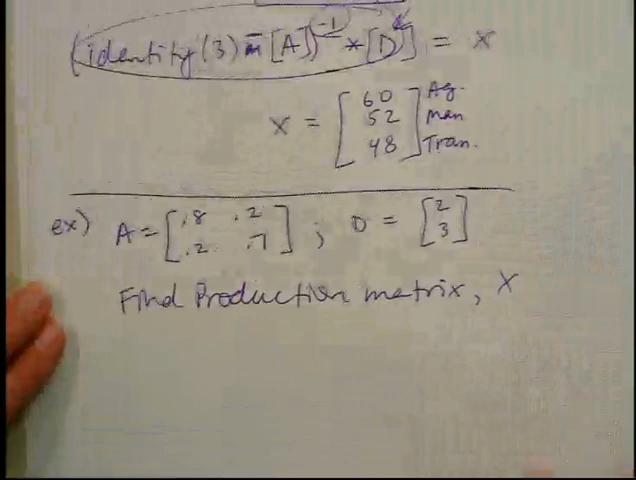 (identity(3) - [A])^-1 * [D] = x
x = [60 52 48] Ag. Man Tran.
ex) A = [.8 .2 .2 .7] ; D = [2 3]
Find Production matrix, X